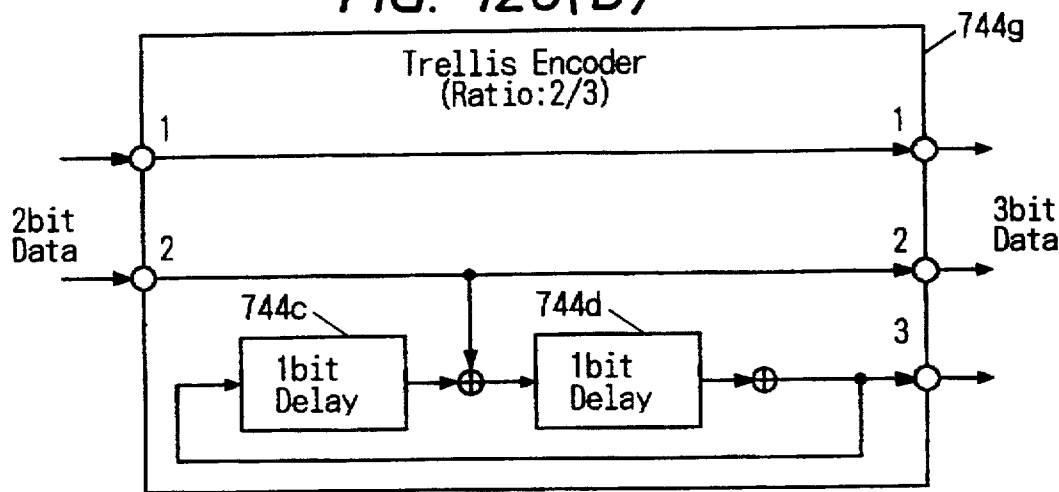 744g
Trellis Encoder
(Ratio:2/3)
1
1
2bit
Data
2
2
3bit
Data
744c
744d
3
1bit
Delay
1bit
Delay